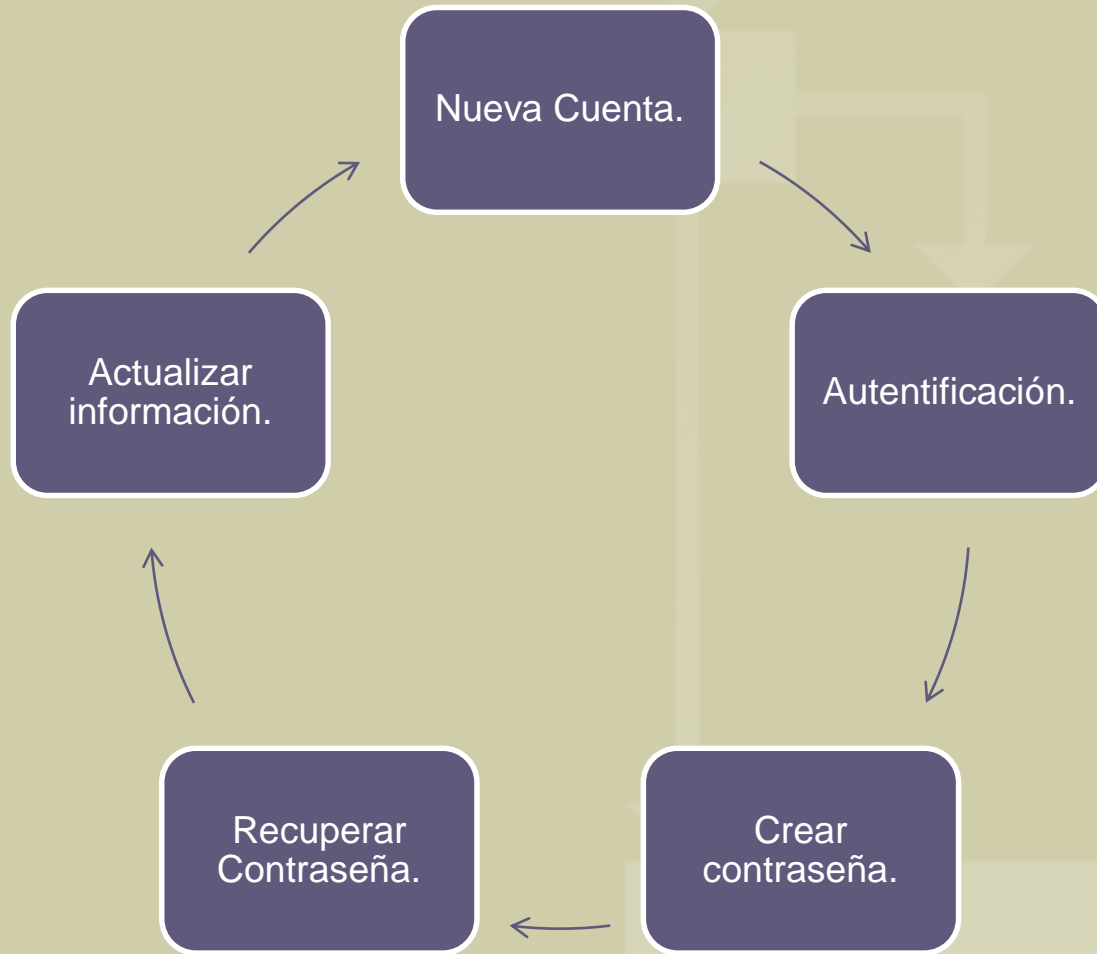 Nueva Cuenta.
Autentificación.
Crear
contraseña.
Recuperar
Contraseña.
Actualizar
información.